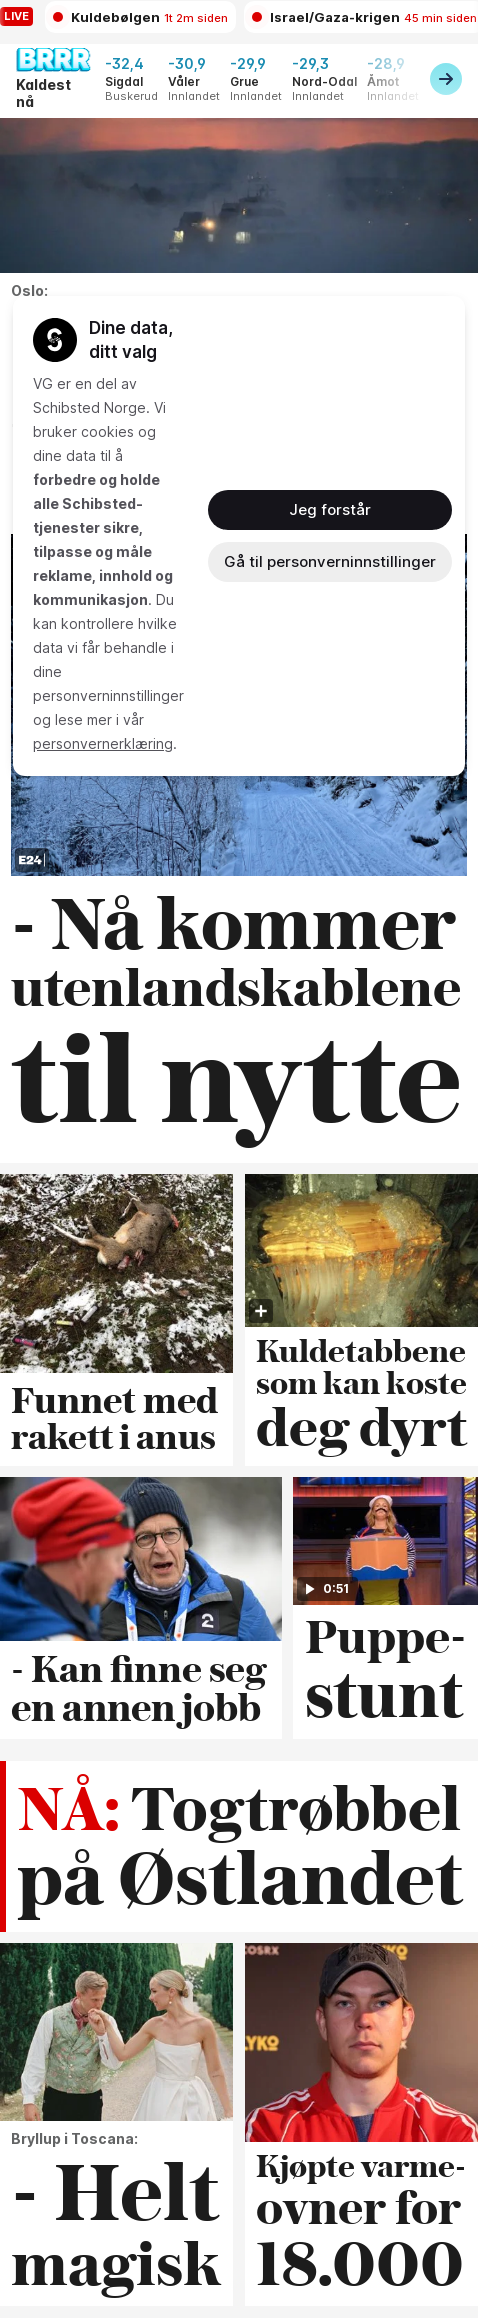 LIVE
Kuldebølgen 1t 2m siden
Israel/Gaza-krigen 45 min siden
BRRR
Kaldest
nå
-32,4
Sigdal
Buskerud
-30,9
Våler
Innlandet
-29,9
Grue
Innlandet
-29,3
Nord-Odal
Innlandet
-28,9
Åmot
Innlandet
Oslo:
Dine data,
ditt valg
VG er en del av
Schibsted Norge. Vi
bruker cookies og
dine data til å
forbedre og holde
alle Schibsted-
tjenester sikre,
tilpasse og måle
reklame, innhold og
kommunikasjon. Du
kan kontrollere hvilke
data vi får behandle i
dine
personverninnstillinger
og lese mer i vår
personvernerklæring.
Jeg forstår
Gå til personverninnstillinger
E24
- Nå kommer
utenlandskablene
til nytte
Funnet med
rakett i anus
Kuldetabbene
som kan koste
deg dyrt
2
- Kan finne seg
en annen jobb
0:51
Puppe-
stunt
NÅ: Togtrøbbel
på Østlandet
Bryllup i Toscana:
- Helt
magisk
COSRX
LYKO
Kjøpte varme-
ovner for
18.000